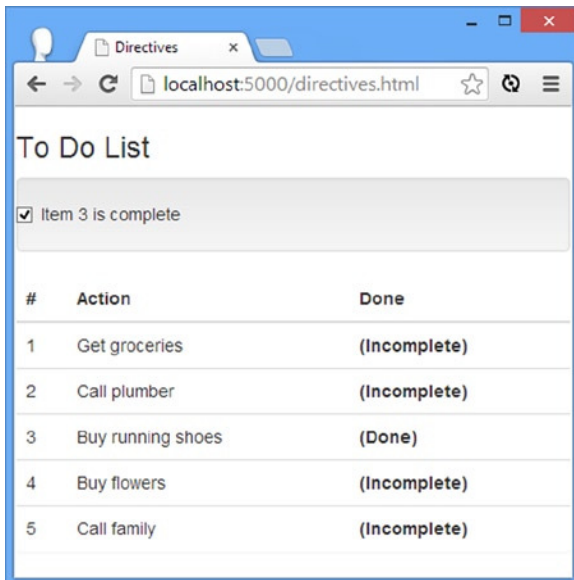 Directives
localhost:5000/directives.html
To Do List
Item 3 is complete
# Action Done
1 Get groceries (Incomplete)
2 Call plumber (Incomplete)
3 Buy running shoes (Done)
4 Buy flowers (Incomplete)
5 Call family (Incomplete)